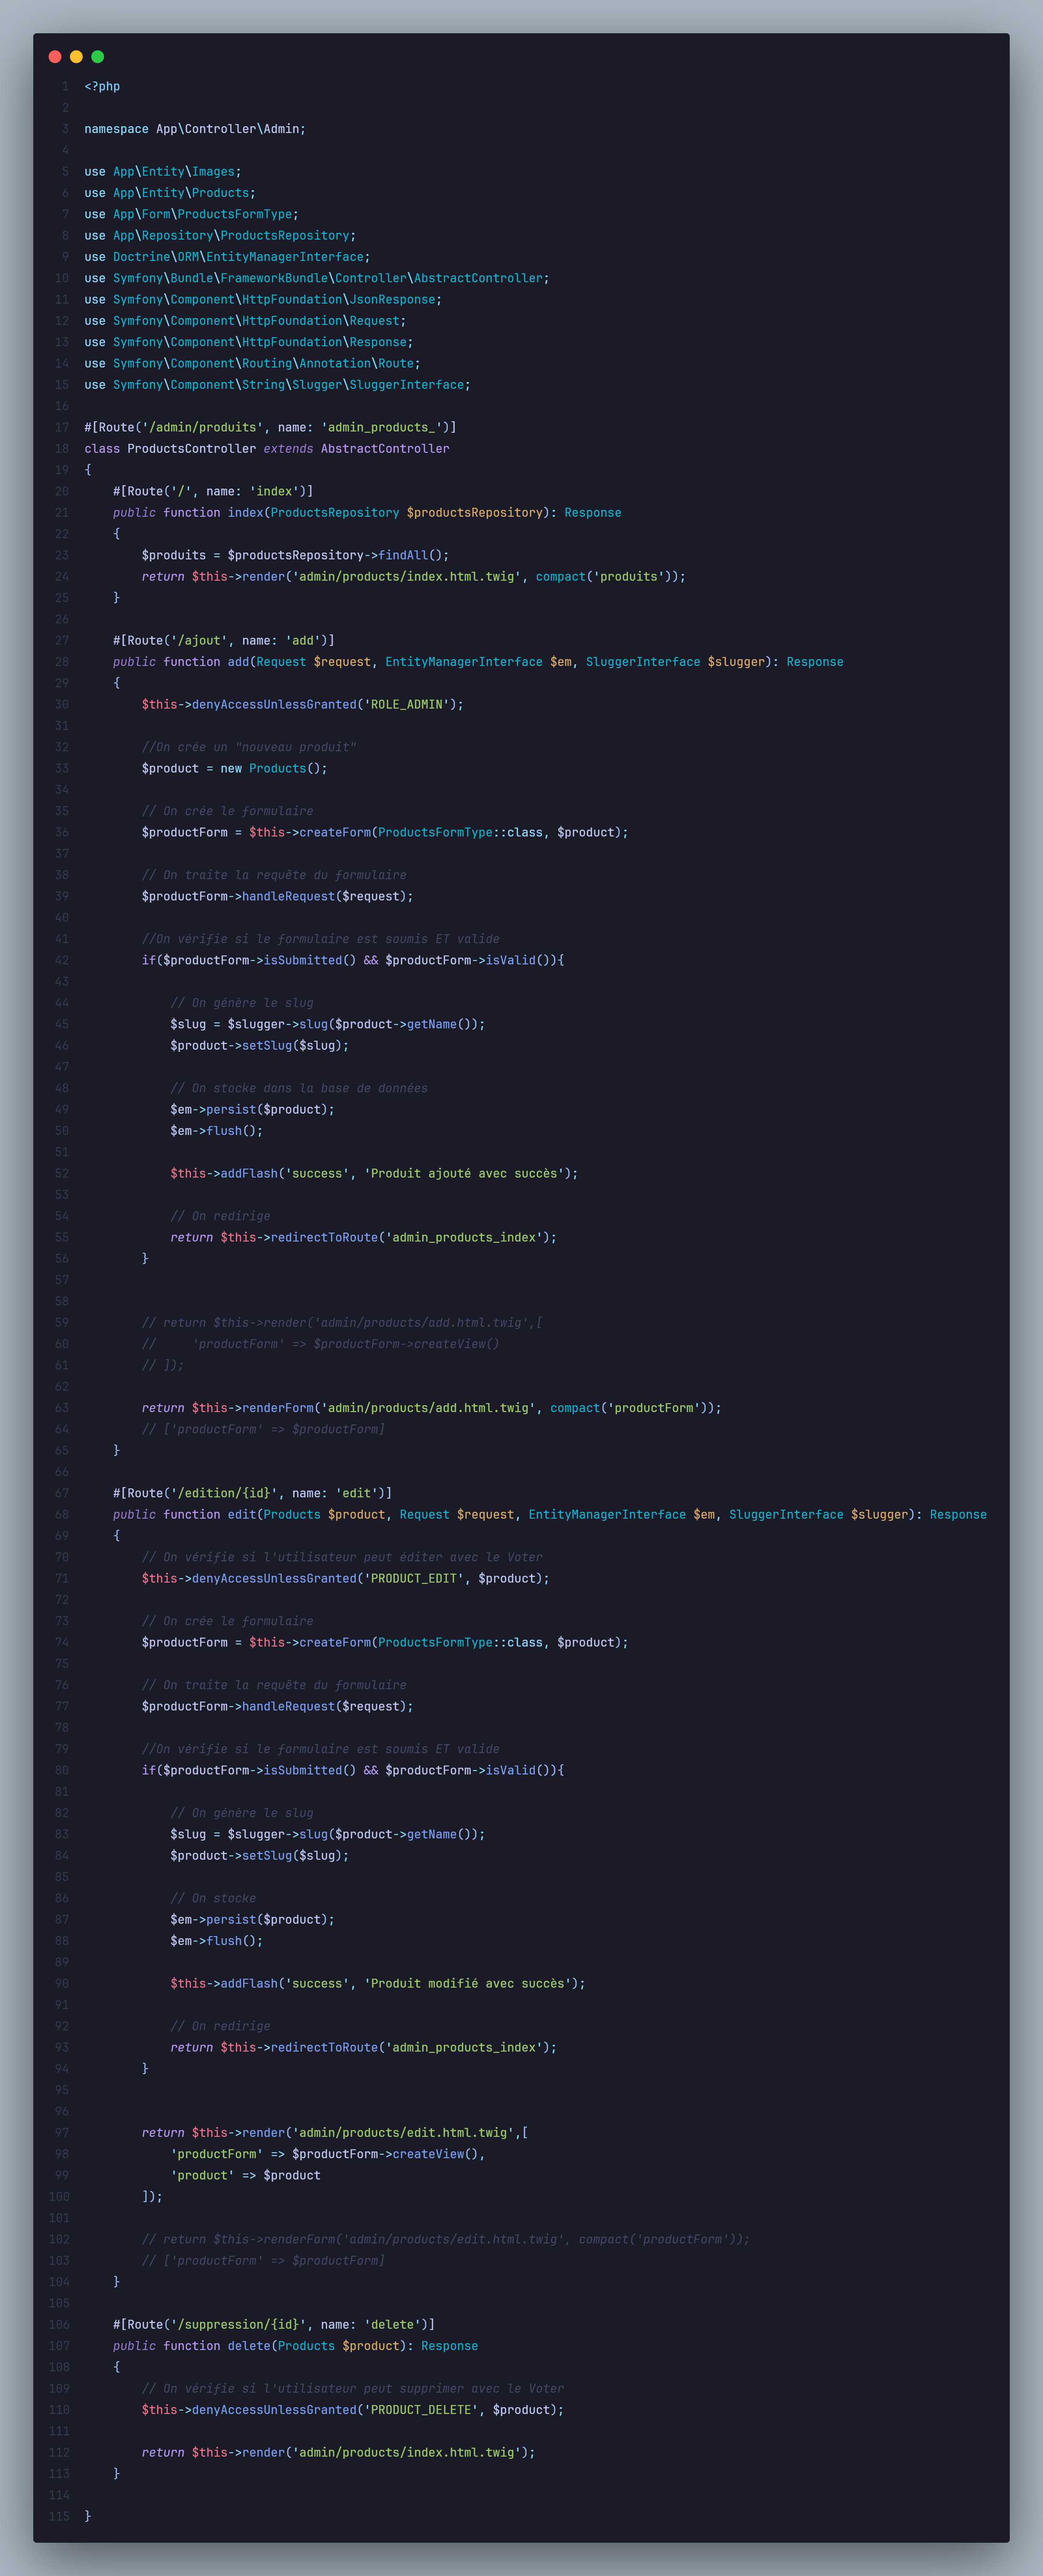 1 <?php
2
3 namespace App\Controller\Admin;
4
5 use App\Entity\Images;
6 use App\Entity\Products;
7 use App\Form\ProductsFormType;
8 use App\Repository\ProductsRepository;
9 use Doctrine\ORM\EntityManagerInterface;
10 use Symfony\Bundle\FrameworkBundle\Controller\AbstractController;
11 use Symfony\Component\HttpFoundation\JsonResponse;
12 use Symfony\Component\HttpFoundation\Request;
13 use Symfony\Component\HttpFoundation\Response;
14 use Symfony\Component\Routing\Annotation\Route;
15 use Symfony\Component\String\Slugger\SluggerInterface;
16
17 #[Route('/admin/produits', name: 'admin_products_')]
18 class ProductsController extends AbstractController
19 {
20     #[Route('/', name: 'index')]
21     public function index(ProductsRepository $productsRepository): Response
22     {
23         $produits = $productsRepository->findAll();
24         return $this->render('admin/products/index.html.twig', compact('produits'));
25     }
26
27     #[Route('/ajout', name: 'add')]
28     public function add(Request $request, EntityManagerInterface $em, SluggerInterface $slugger): Response
29     {
30         $this->denyAccessUnlessGranted('ROLE_ADMIN');
31
32         //On crée un "nouveau produit"
33         $product = new Products();
34
35         // On crée le formulaire
36         $productForm = $this->createForm(ProductsFormType::class, $product);
37
38         // On traite la requête du formulaire
39         $productForm->handleRequest($request);
40
41         //On vérifie si le formulaire est soumis ET valide
42         if($productForm->isSubmitted() && $productForm->isValid()){
43
44             // On génère le slug
45             $slug = $slugger->slug($product->getName());
46             $product->setSlug($slug);
47
48             // On stocke dans la base de données
49             $em->persist($product);
50             $em->flush();
51
52             $this->addFlash('success', 'Produit ajouté avec succès');
53
54             // On redirige
55             return $this->redirectToRoute('admin_products_index');
56         }
57
58
59         // return $this->render('admin/products/add.html.twig',[
60         //     'productForm' => $productForm->createView()
61         // ]);
62
63         return $this->renderForm('admin/products/add.html.twig', compact('productForm'));
64         // ['productForm' => $productForm]
65     }
66
67     #[Route('/edition/{id}', name: 'edit')]
68     public function edit(Products $product, Request $request, EntityManagerInterface $em, SluggerInterface $slugger): Response
69     {
70         // On vérifie si l'utilisateur peut éditer avec le Voter
71         $this->denyAccessUnlessGranted('PRODUCT_EDIT', $product);
72
73         // On crée le formulaire
74         $productForm = $this->createForm(ProductsFormType::class, $product);
75
76         // On traite la requête du formulaire
77         $productForm->handleRequest($request);
78
79         //On vérifie si le formulaire est soumis ET valide
80         if($productForm->isSubmitted() && $productForm->isValid()){
81
82             // On génère le slug
83             $slug = $slugger->slug($product->getName());
84             $product->setSlug($slug);
85
86             // On stocke
87             $em->persist($product);
88             $em->flush();
89
90             $this->addFlash('success', 'Produit modifié avec succès');
91
92             // On redirige
93             return $this->redirectToRoute('admin_products_index');
94         }
95
96
97         return $this->render('admin/products/edit.html.twig',[
98             'productForm' => $productForm->createView(),
99             'product' => $product
100         ]);
101
102         // return $this->renderForm('admin/products/edit.html.twig', compact('productForm'));
103         // ['productForm' => $productForm]
104     }
105
106     #[Route('/suppression/{id}', name: 'delete')]
107     public function delete(Products $product): Response
108     {
109         // On vérifie si l'utilisateur peut supprimer avec le Voter
110         $this->denyAccessUnlessGranted('PRODUCT_DELETE', $product);
111
112         return $this->render('admin/products/index.html.twig');
113     }
114
115 }